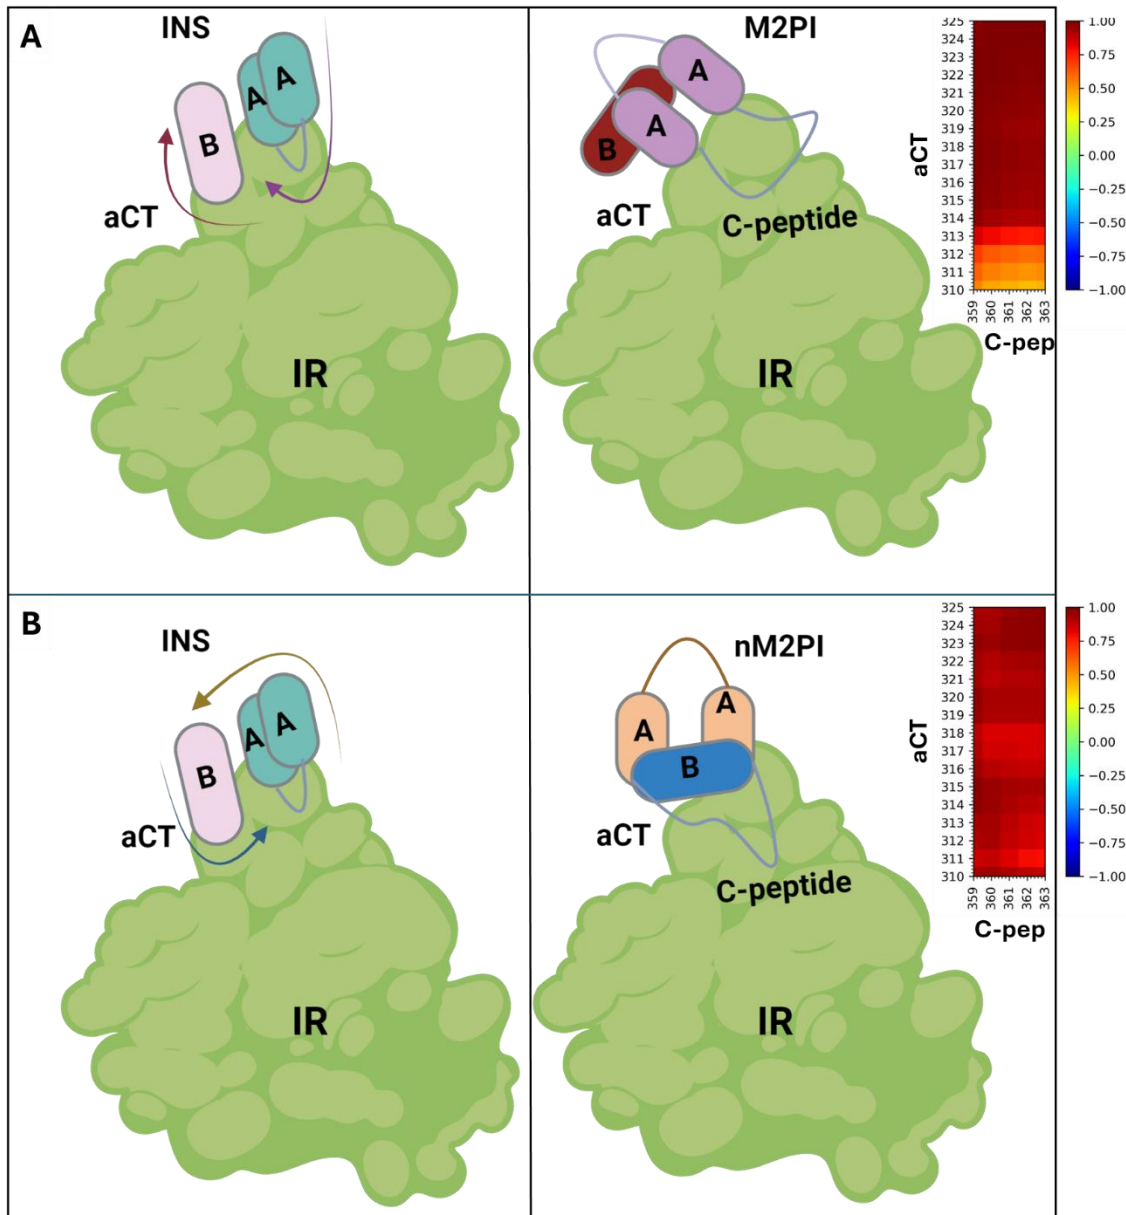 A
INS
A
A
B
aCT
IR
M2PI
A
A
B
aCT
C-peptide
IR
325
324
323
322
321
320
319
318
317
316
315
314
313
312
311
310
aCT
359
360
361
362
363
C-pep
1.00
0.75
0.50
0.25
0.00
−0.25
−0.50
−0.75
−1.00
B
INS
A
A
B
aCT
IR
nM2PI
A
A
B
aCT
C-peptide
IR
325
324
323
322
321
320
319
318
317
316
315
314
313
312
311
310
aCT
359
360
361
362
363
C-pep
1.00
0.75
0.50
0.25
0.00
−0.25
−0.50
−0.75
−1.00